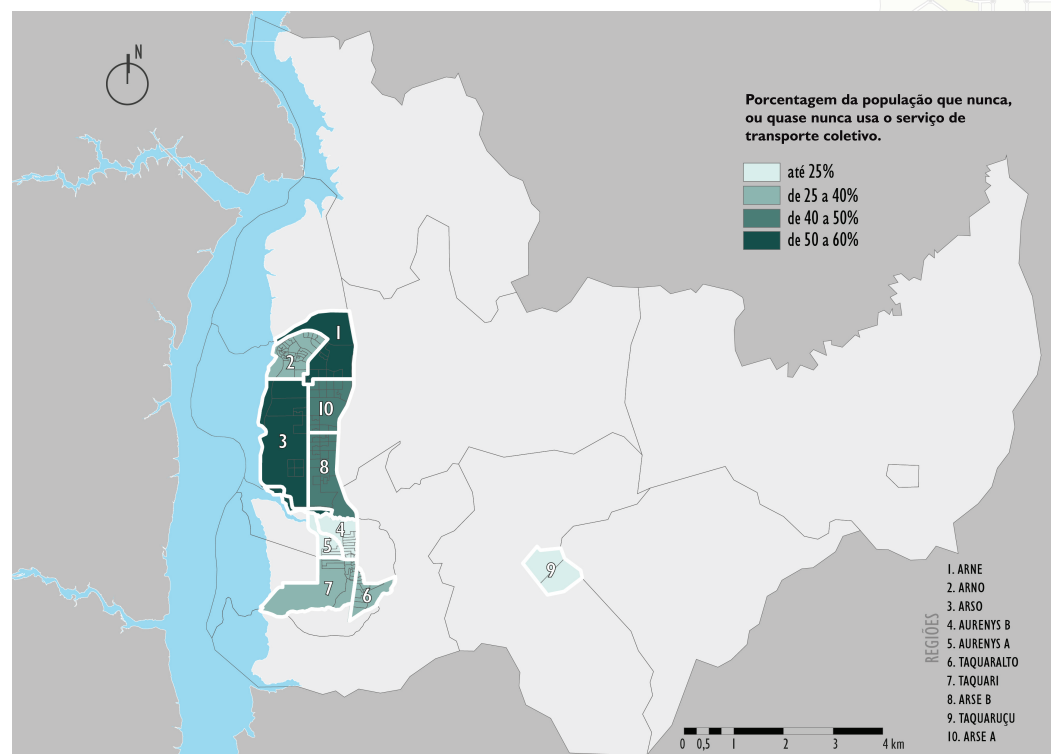 N
Porcentagem da população que nunca,
ou quase nunca usa o serviço de
transporte coletivo.
até 25%
de 25 a 40%
de 40 a 50%
de 50 a 60%
1
2
10
3
8
4
5
9
7
6
REGIÕES
1. ARNE
2. ARNO
3. ARSO
4. AURENYS B
5. AURENYS A
6. TAQUARALTO
7. TAQUARI
8. ARSE B
9. TAQUARUÇU
10. ARSE A
0 0,5 1 2 3 4 km